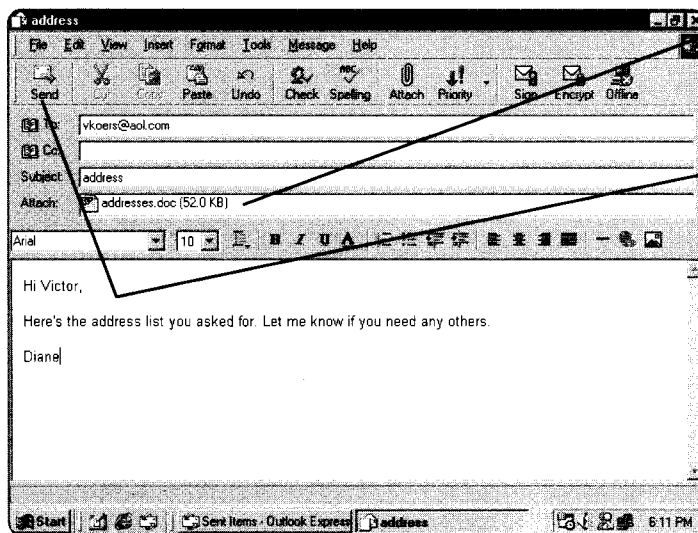 address
File Edit View Insert Format Tools Message Help
Send Cut Copy Paste Undo Check Spelling Attach Priority Sign Encrypt Offline
To: vkoers@aol.com
Cc:
Subject: address
Attach: addresses.doc (52.0 KB)
Arial 10 B I U A
Hi Victor,
Here's the address list you asked for. Let me know if you need any others.
Diane
Start Sent Items - Outlook Express address 6:11 PM